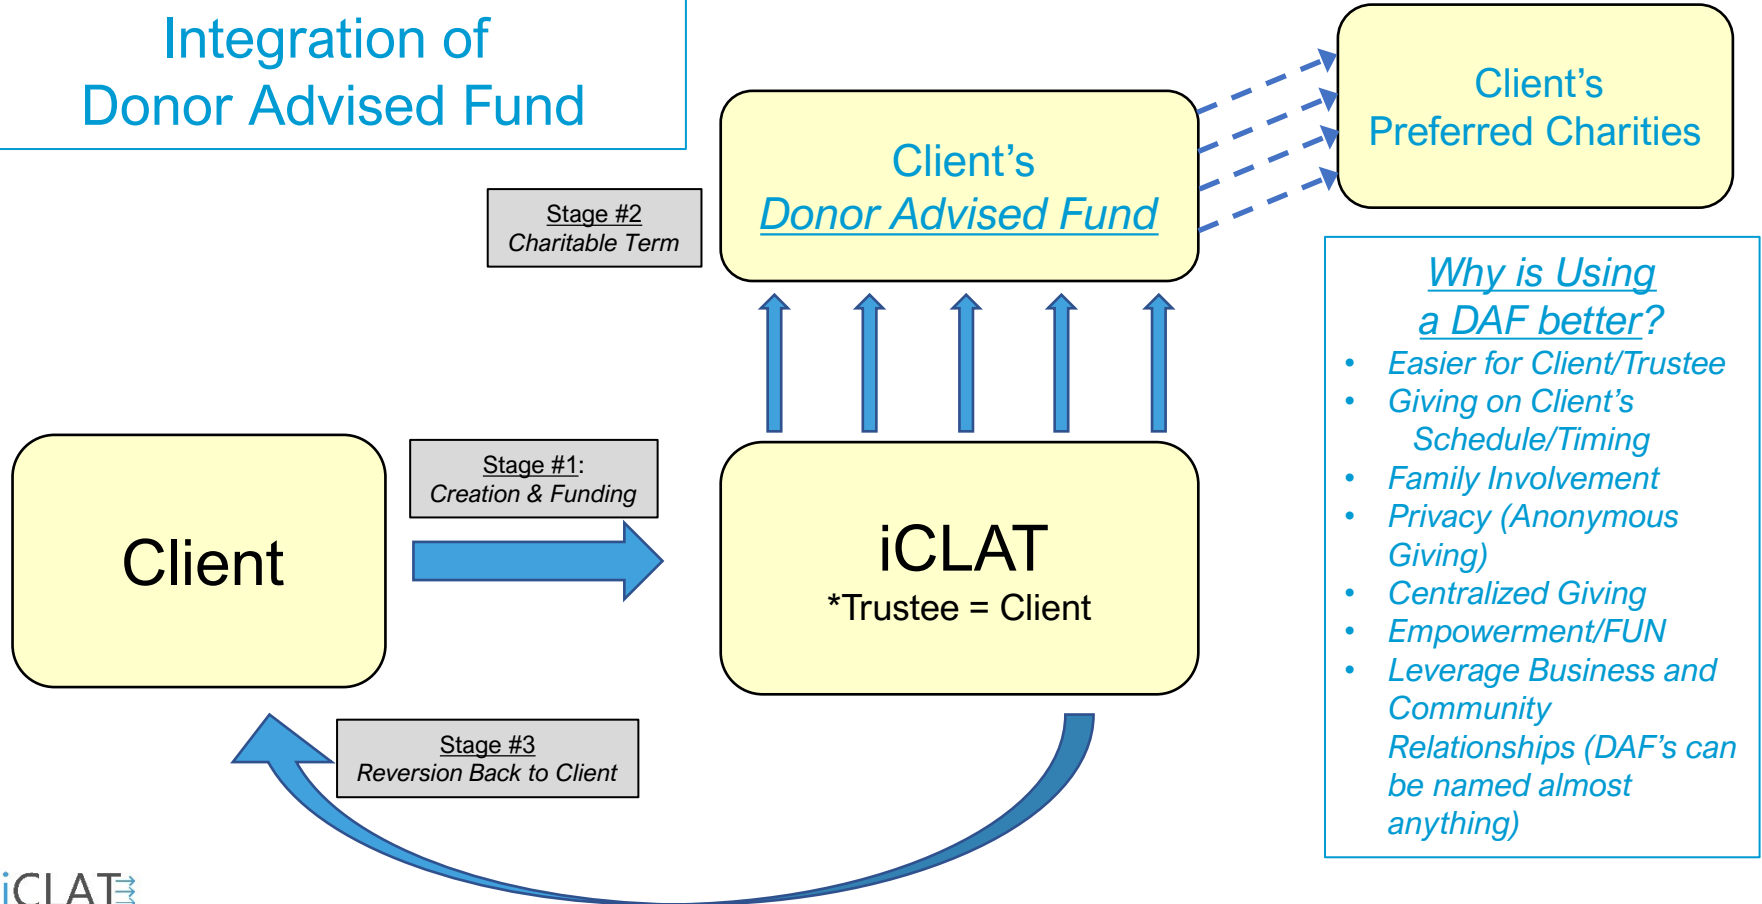 Integration of
Donor Advised Fund
Client's
Preferred Charities
Client's
Donor Advised Fund
Stage #2
Charitable Term
Why is Using
a DAF better?
• Easier for Client/Trustee
• Giving on Client's
Schedule/Timing
• Family Involvement
• Privacy (Anonymous
Giving)
• Centralized Giving
• Empowerment/FUN
• Leverage Business and
Community
Relationships (DAF's can
be named almost
anything)
Stage #1:
Creation & Funding
Client
iCLAT
*Trustee = Client
Stage #3
Reversion Back to Client
iCLAT